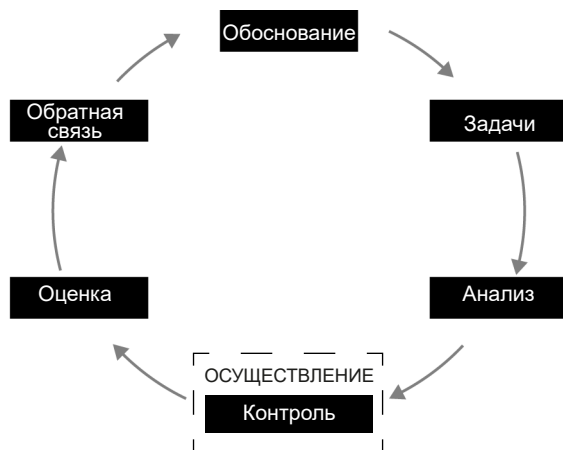 Обоснование
Задачи
Анализ
ОСУЩЕСТВЛЕНИЕ
Контроль
Оценка
Обратная
связь